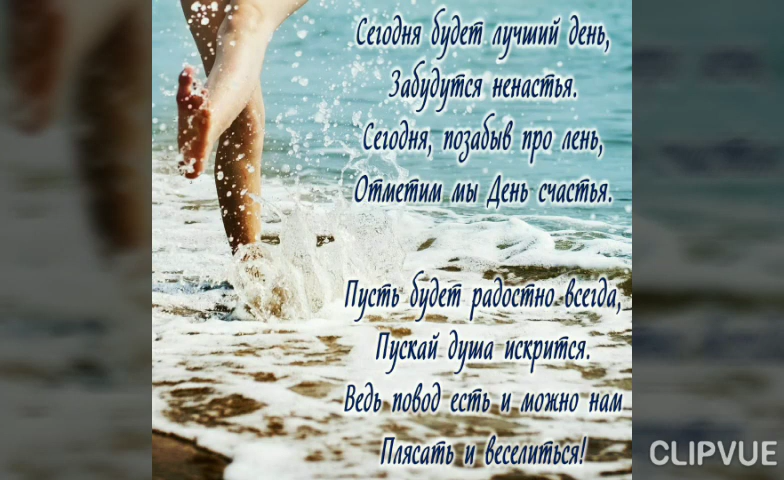 Сегодня будет лучший день,
Забудутся ненастья.
Сегодня, позабыв про лень,
Отметим мы День счастья.
Пусть будет радостно всегда,
Пускай душа искрится.
Ведь повод есть и можно нам
Плясать и веселиться!
CLIPVUE